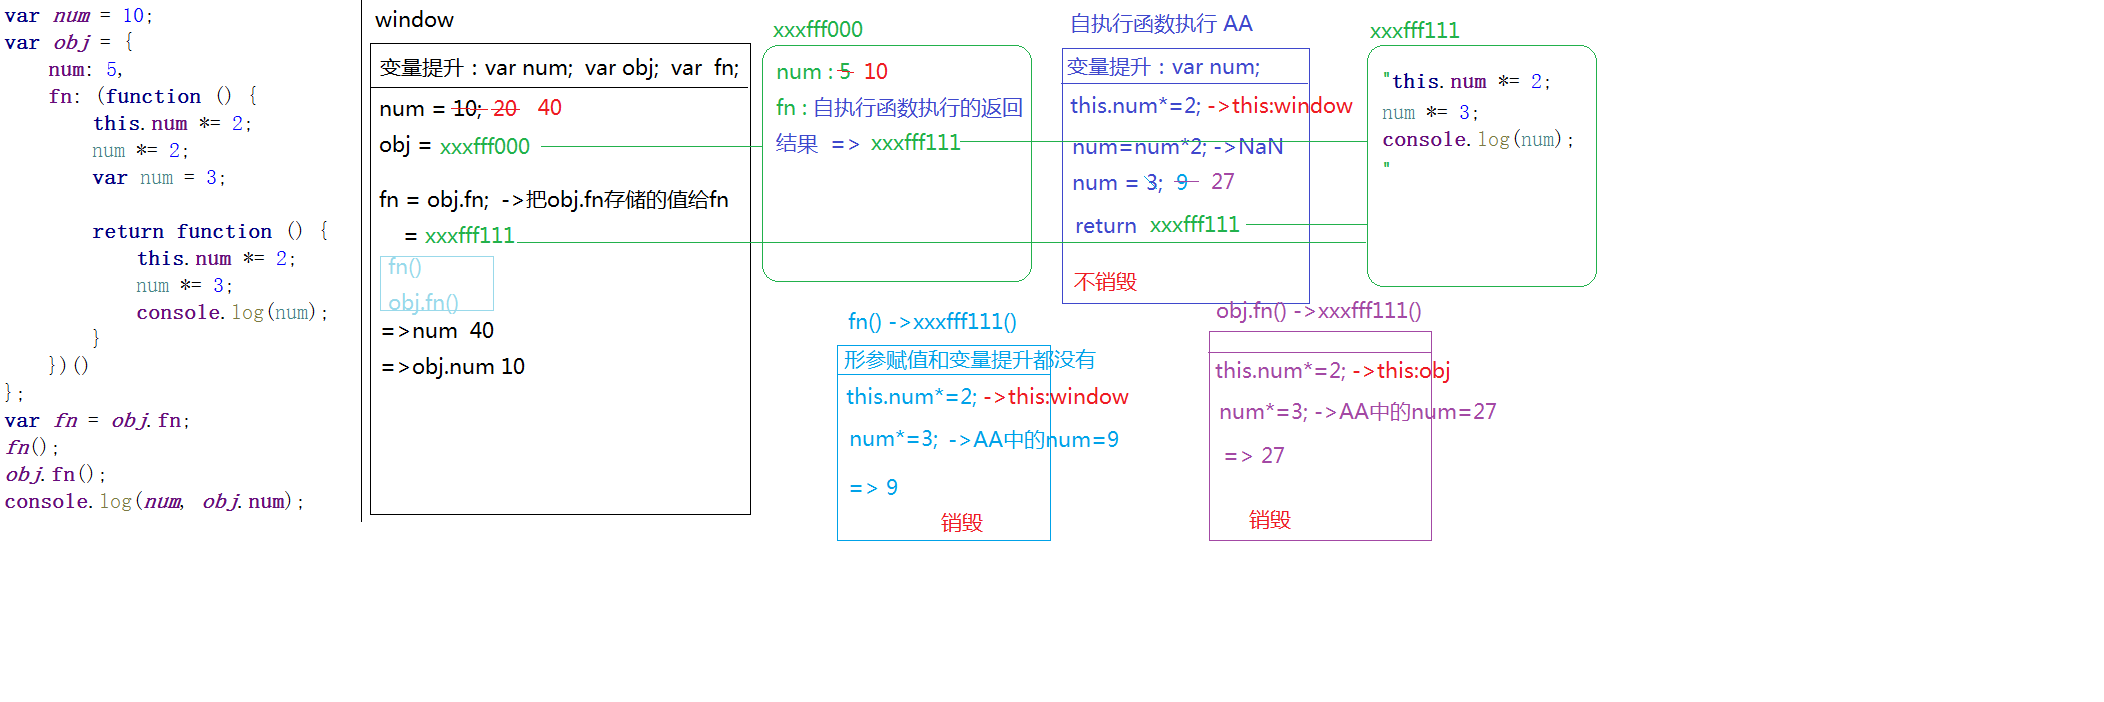 var num = 10;
var obj = {
    num: 5,
    fn: (function () {
        this.num *= 2;
        num *= 2;
        var num = 3;

        return function () {
            this.num *= 2;
            num *= 3;
            console.log(num);
        }
    })()
};
var fn = obj.fn;
fn();
obj.fn();
console.log(num, obj.num);
window
变量提升 : var num;  var obj;  var  fn;
num = 10; 20  40
obj = xxxfff000
fn = obj.fn;  ->把obj.fn存储的值给fn
= xxxfff111
fn()
obj.fn()
=>num  40
=>obj.num 10
xxxfff000
num : 5  10
fn : 自执行函数执行的返回
结果  => xxxfff111
自执行函数执行 AA
变量提升 : var num;
this.num*=2; ->this:window
num=num*2; ->NaN
num = 3;  9  27
return  xxxfff111
不销毁
xxxfff111
"this.num *= 2;
num *= 3;
console.log(num);
"
fn() ->xxxfff111()
形参赋值和变量提升都没有
this.num*=2; ->this:window
num*=3;  ->AA中的num=9
=> 9
销毁
obj.fn() ->xxxfff111()
this.num*=2; ->this:obj
num*=3; ->AA中的num=27
=> 27
销毁